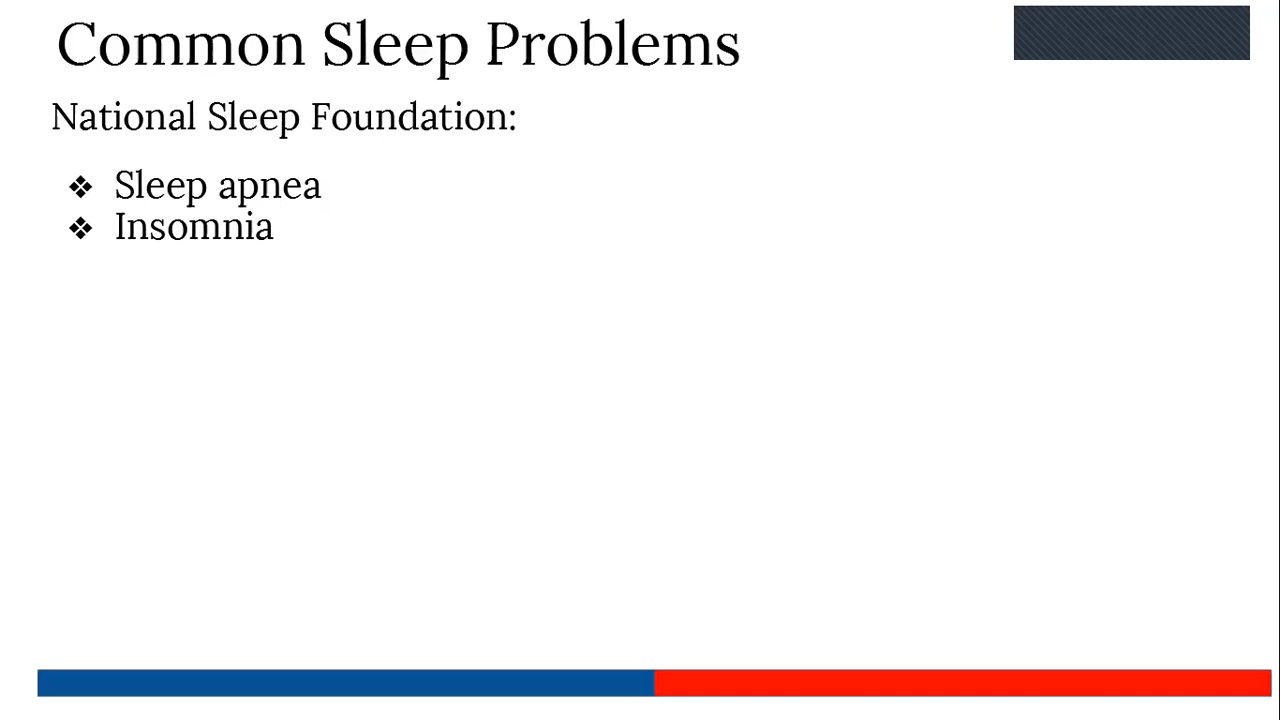 Common Sleep Problems
National Sleep Foundation:
❖ Sleep apnea
❖ Insomnia